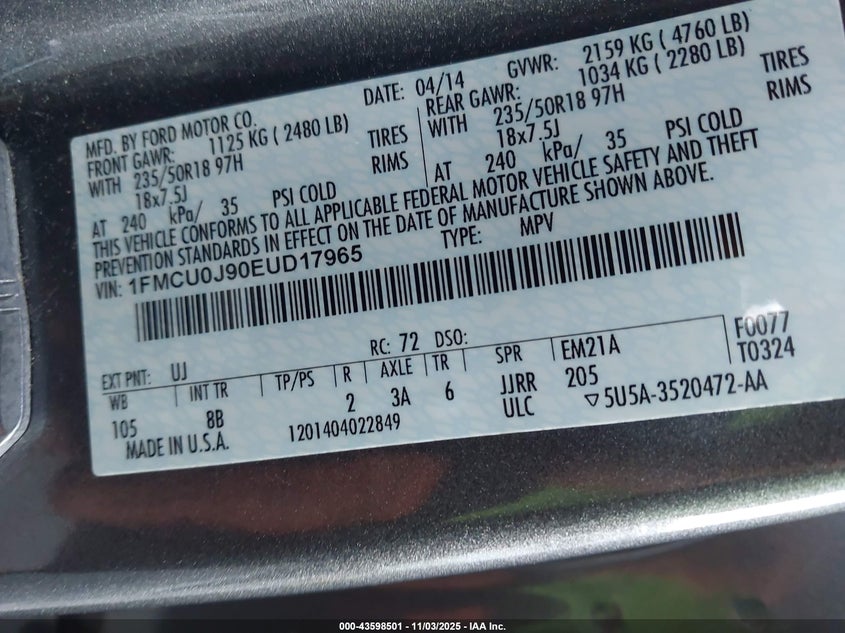 MFD. BY FORD MOTOR CO.
DATE: 04/14
GVWR: 2159 KG ( 4760 LB)
FRONT GAWR: 1125 KG ( 2480 LB)
REAR GAWR: 1034 KG ( 2280 LB)
WITH 235/50R18 97H TIRES
WITH 235/50R18 97H TIRES
18x7.5J RIMS
18x7.5J RIMS
AT 240 kPa/ 35 PSI COLD
AT 240 kPa/ 35 PSI COLD
THIS VEHICLE CONFORMS TO ALL APPLICABLE FEDERAL MOTOR VEHICLE SAFETY AND THEFT
PREVENTION STANDARDS IN EFFECT ON THE DATE OF MANUFACTURE SHOWN ABOVE.
VIN: 1FMCU0J90EUD17965
TYPE: MPV
EXT PNT: UJ RC: 72 DSO:
WB INT TR TP/PS R AXLE TR SPR EM21A F0077
105 8B 2 3A 6 JJRR 205 T0324
MADE IN U.S.A. 1201404022849 ULC ▽5U5A-3520472-AA
000-43598501 - 11/03/2025 - IAA Inc.